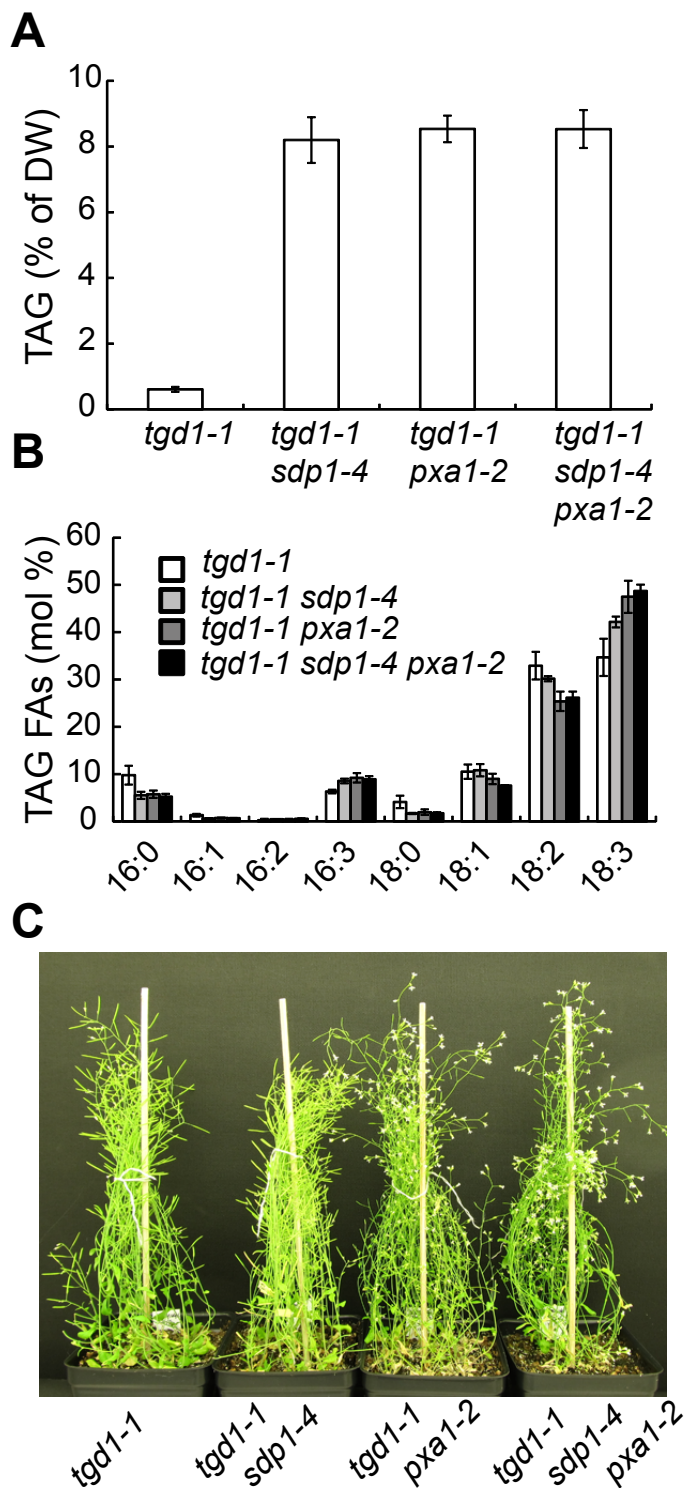 A
TAG (% of DW)
10
8
6
4
2
0
tgd1-1
tgd1-1
sdp1-4
tgd1-1
pxa1-2
tgd1-1
sdp1-4
pxa1-2
B
TAG FAs (mol %)
60
50
40
30
20
10
0
tgd1-1
tgd1-1 sdp1-4
tgd1-1 pxa1-2
tgd1-1 sdp1-4 pxa1-2
16:0
16:1
16:2
16:3
18:0
18:1
18:2
18:3
C
tgd1-1
tgd1-1
sdp1-4
tgd1-1
pxa1-2
tgd1-1
sdp1-4
pxa1-2